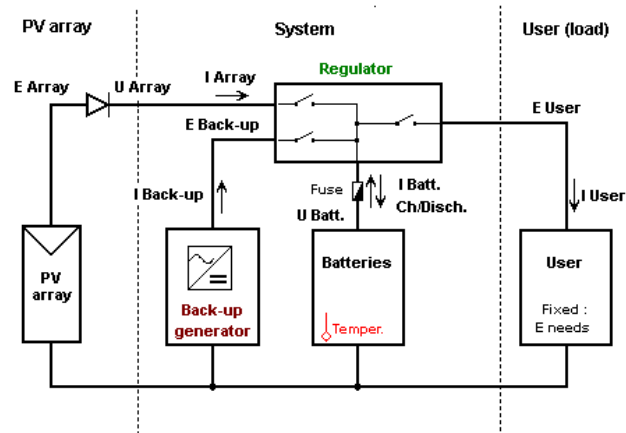 PV array
System
User (load)
Regulator
E Array
U Array
I Array
E Back-up
E User
I Back-up
Fuse
I Batt.
Ch/Disch.
U Batt.
I User
PV
array
Back-up
generator
Batteries
Temper.
User
Fixed :
E needs